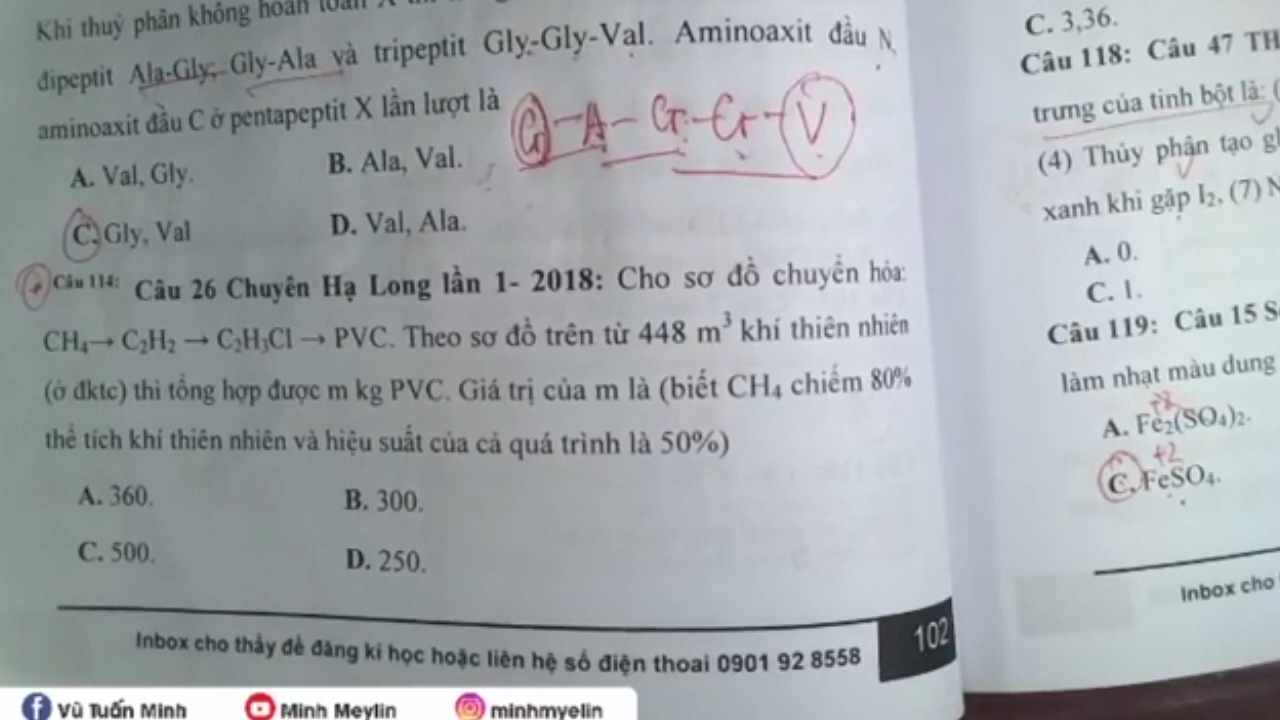 Khi thuỷ phân không hoàn toàn X
đipeptit Ala-Gly, Gly-Ala và tripeptit Gly-Gly-Val. Aminoaxit đầu N,
aminoaxit đầu C ở pentapeptit X lần lượt là
G-A-G-G-V
A. Val, Gly.
B. Ala, Val.
C. Gly, Val
D. Val, Ala.
Câu 114: Câu 26 Chuyên Hạ Long lần 1- 2018: Cho sơ đồ chuyển hóa:
CH₄→ C₂H₂ → C₂H₃Cl → PVC. Theo sơ đồ trên từ 448 m³ khí thiên nhiên
(ở đktc) thì tổng hợp được m kg PVC. Giá trị của m là (biết CH₄ chiếm 80%
thể tích khí thiên nhiên và hiệu suất của cả quá trình là 50%)
A. 360.
B. 300.
C. 500.
D. 250.
Inbox cho thầy để đăng kí học hoặc liên hệ số điện thoai 0901 92 8558
102
C. 3,36.
Câu 118: Câu 47 TH
trưng của tinh bột là: (
(4) Thủy phân tạo gl
xanh khi gặp I₂, (7) N
A. 0.
C. 1.
Câu 119: Câu 15 S
làm nhạt màu dung
+3
A. Fe₂(SO₄)₂.
+2
C. FeSO₄.
Inbox cho
Vũ Tuấn Minh
Minh Meylin
minhmyelin